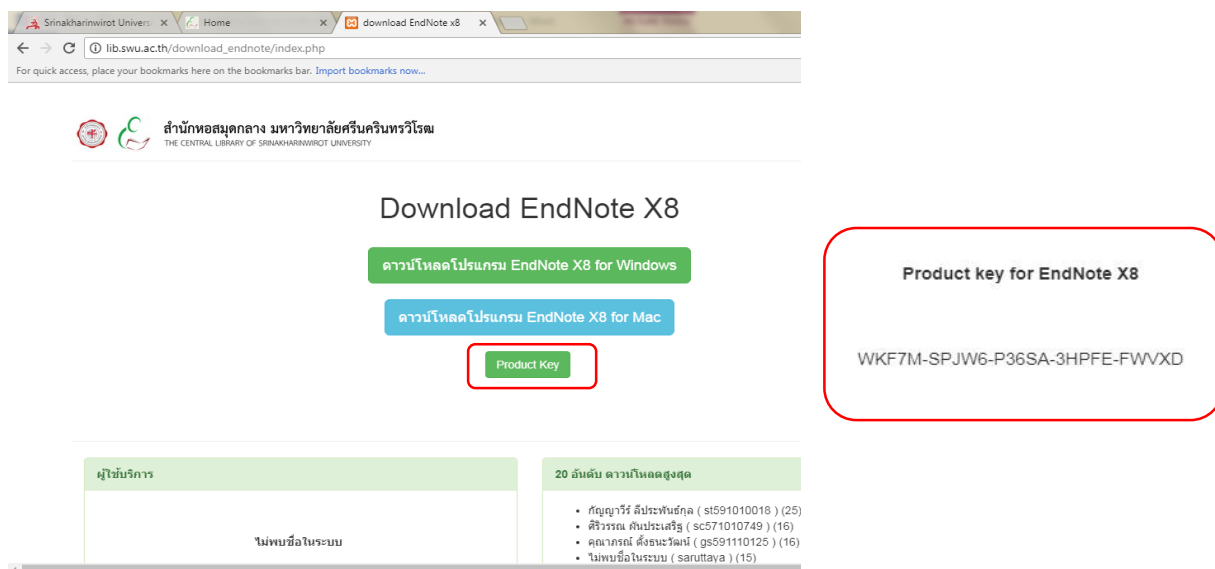 Srinakharinwirot Univers
Home
download EndNote x8
lib.swu.ac.th/download_endnote/index.php
For quick access, place your bookmarks here on the bookmarks bar. Import bookmarks now...
สำนักหอสมุดกลาง มหาวิทยาลัยศรีนครินทรวิโรฒ
THE CENTRAL LIBRARY OF SRINAKHARINWIROT UNIVERSITY
Download EndNote X8
ดาวน์โหลดโปรแกรม EndNote X8 for Windows
ดาวน์โหลดโปรแกรม EndNote X8 for Mac
Product Key
Product key for EndNote X8
WKF7M-SPJW6-P36SA-3HPFE-FWVXD
ผู้ใช้บริการ
ไม่พบชื่อในระบบ
20 อันดับ ดาวน์โหลดสูงสุด
กัญญาวีร์ ลีประพันธ์กุล ( st591010018 ) (25)
ศิริวรรณ ผันประเสริฐ ( sc571010749 ) (16)
คุณาภรณ์ ตั้งธนะวัฒน์ ( gs591110125 ) (16)
ไม่พบชื่อในระบบ ( saruttaya ) (15)